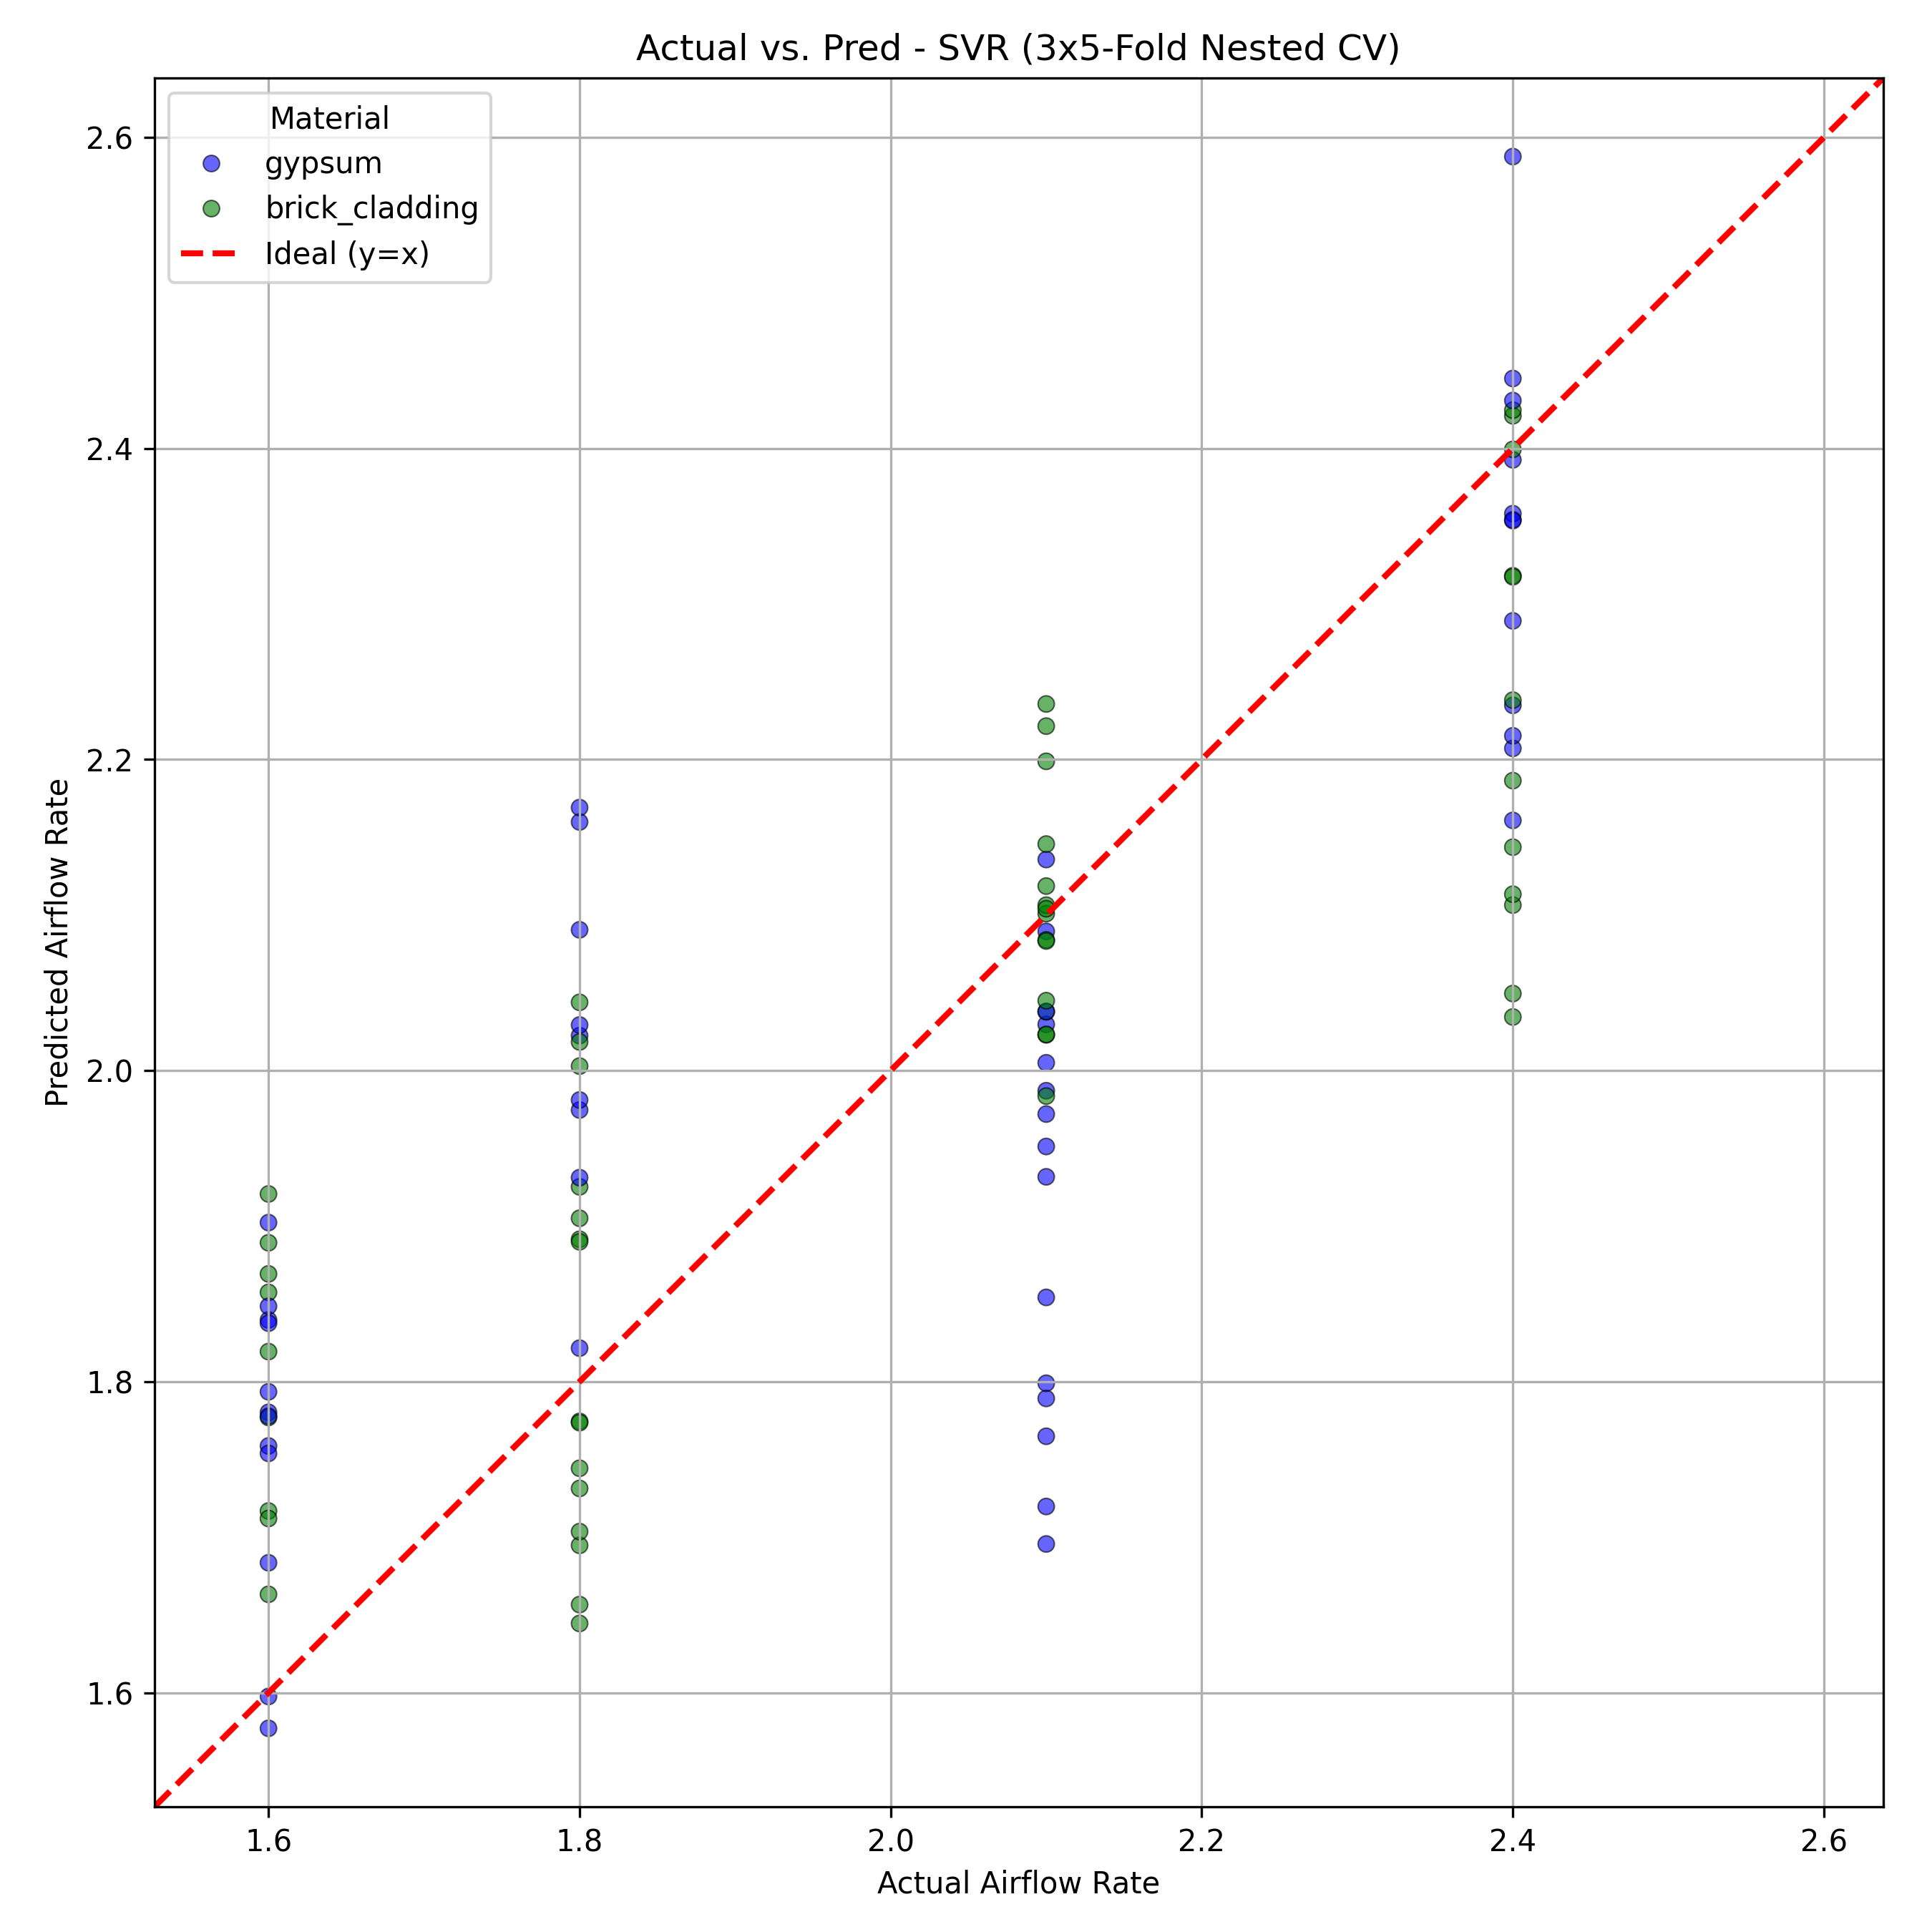 Actual vs. Pred - SVR (3x5-Fold Nested CV)
Material
gypsum
brick_cladding
Ideal (y=x)
Predicted Airflow Rate
2.6
2.4
2.2
2.0
1.8
1.6
1.6 1.8 2.0 2.2 2.4 2.6
Actual Airflow Rate